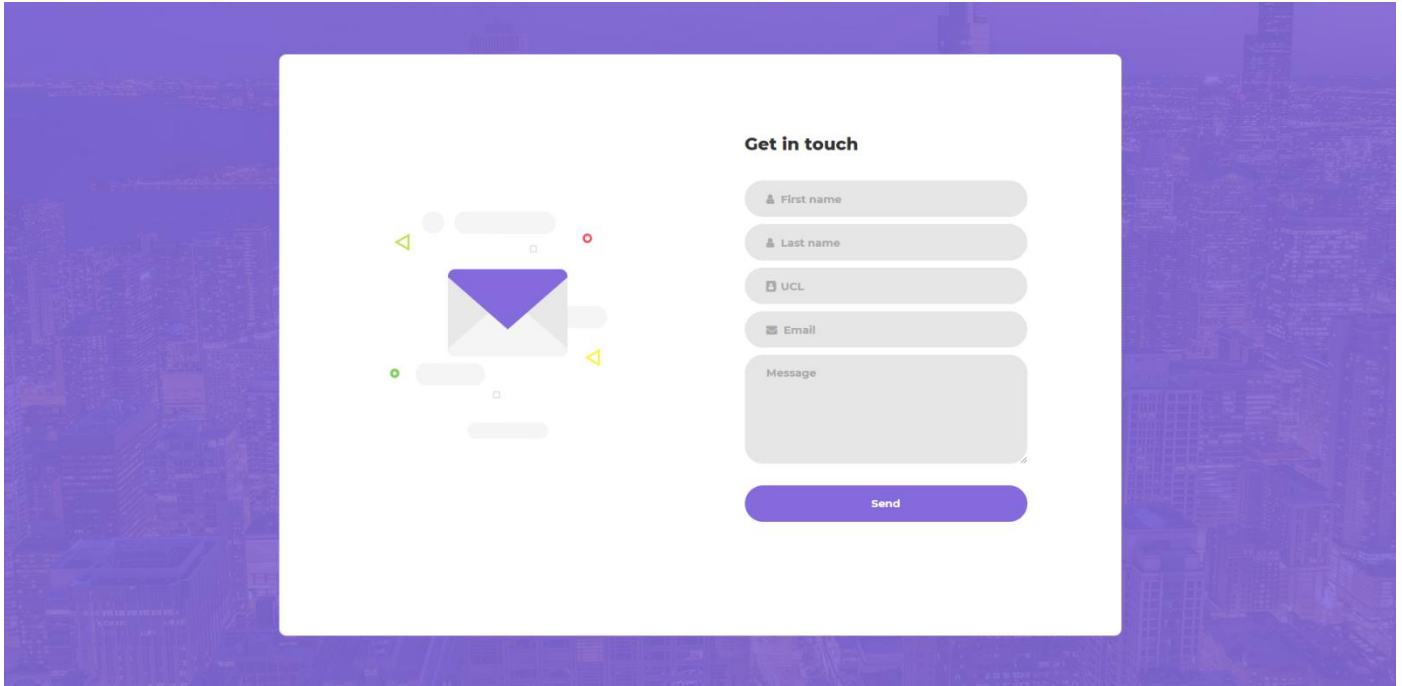 Get in touch
First name
Last name
UCL
Email
Message
Send